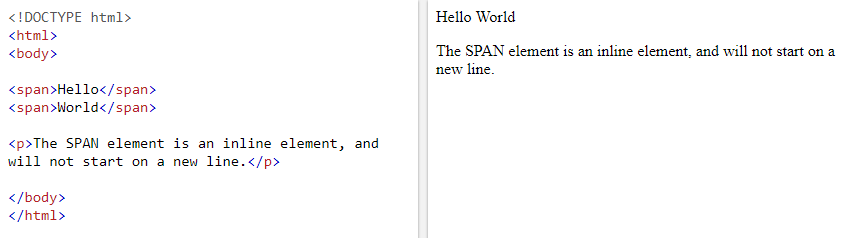 <!DOCTYPE html>
<html>
<body>
<span>Hello</span>
<span>World</span>
<p>The SPAN element is an inline element, and
will not start on a new line.</p>
</body>
</html>
Hello World
The SPAN element is an inline element, and will not start on a
new line.